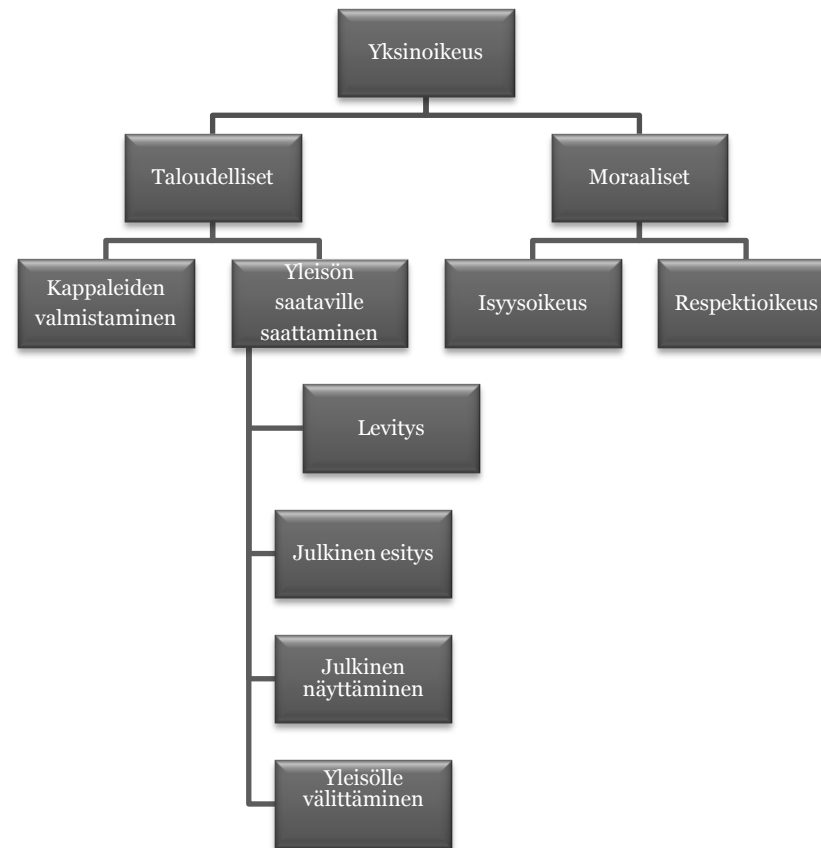 Yksinoikeus
Taloudelliset
Moraaliset
Kappaleiden
valmistaminen
Yleisön
saataville
saattaminen
Isyysoikeus
Respektioikeus
Levitys
Julkinen esitys
Julkinen
näyttäminen
Yleisölle
välittäminen